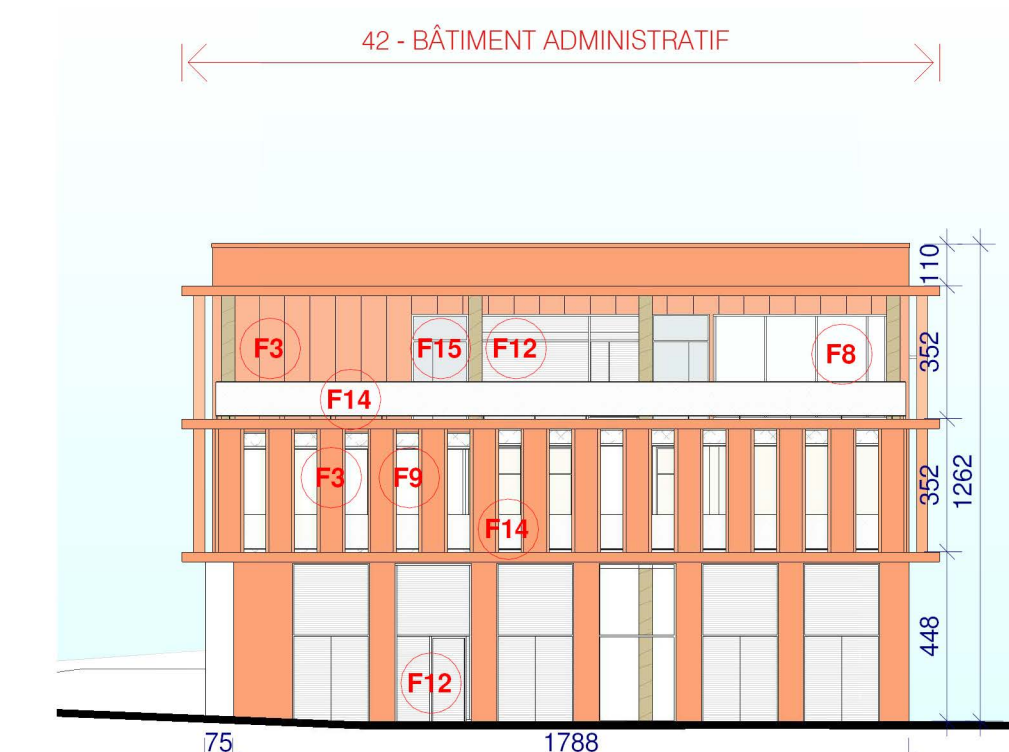 42 - BÂTIMENT ADMINISTRATIF
110
F3
F15
F12
F8
352
F14
F3
F9
352
1262
F14
448
F12
75
1788